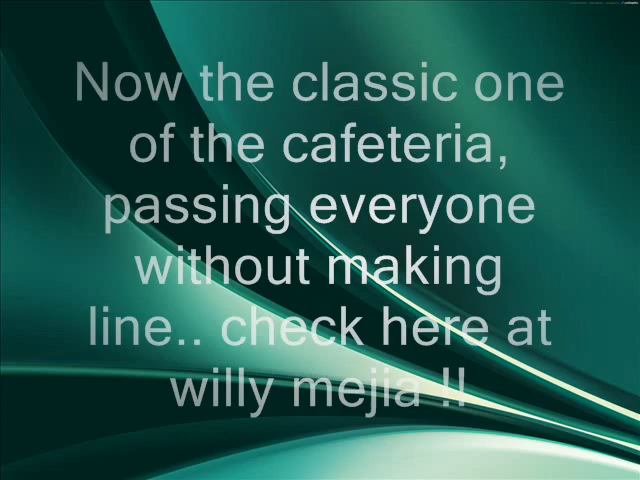 Now the classic one
of the cafeteria,
passing everyone
without making
line.. check here at
willy mejia !!